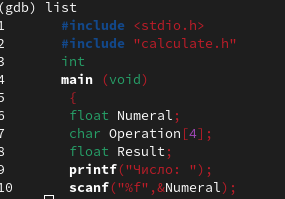 (gdb) list
1 #include <stdio.h>
2 #include "calculate.h"
3 int
4 main (void)
5 {
6 float Numeral;
7 char Operation[4];
8 float Result;
9 printf("Число: ");
10 scanf("%f",&Numeral);